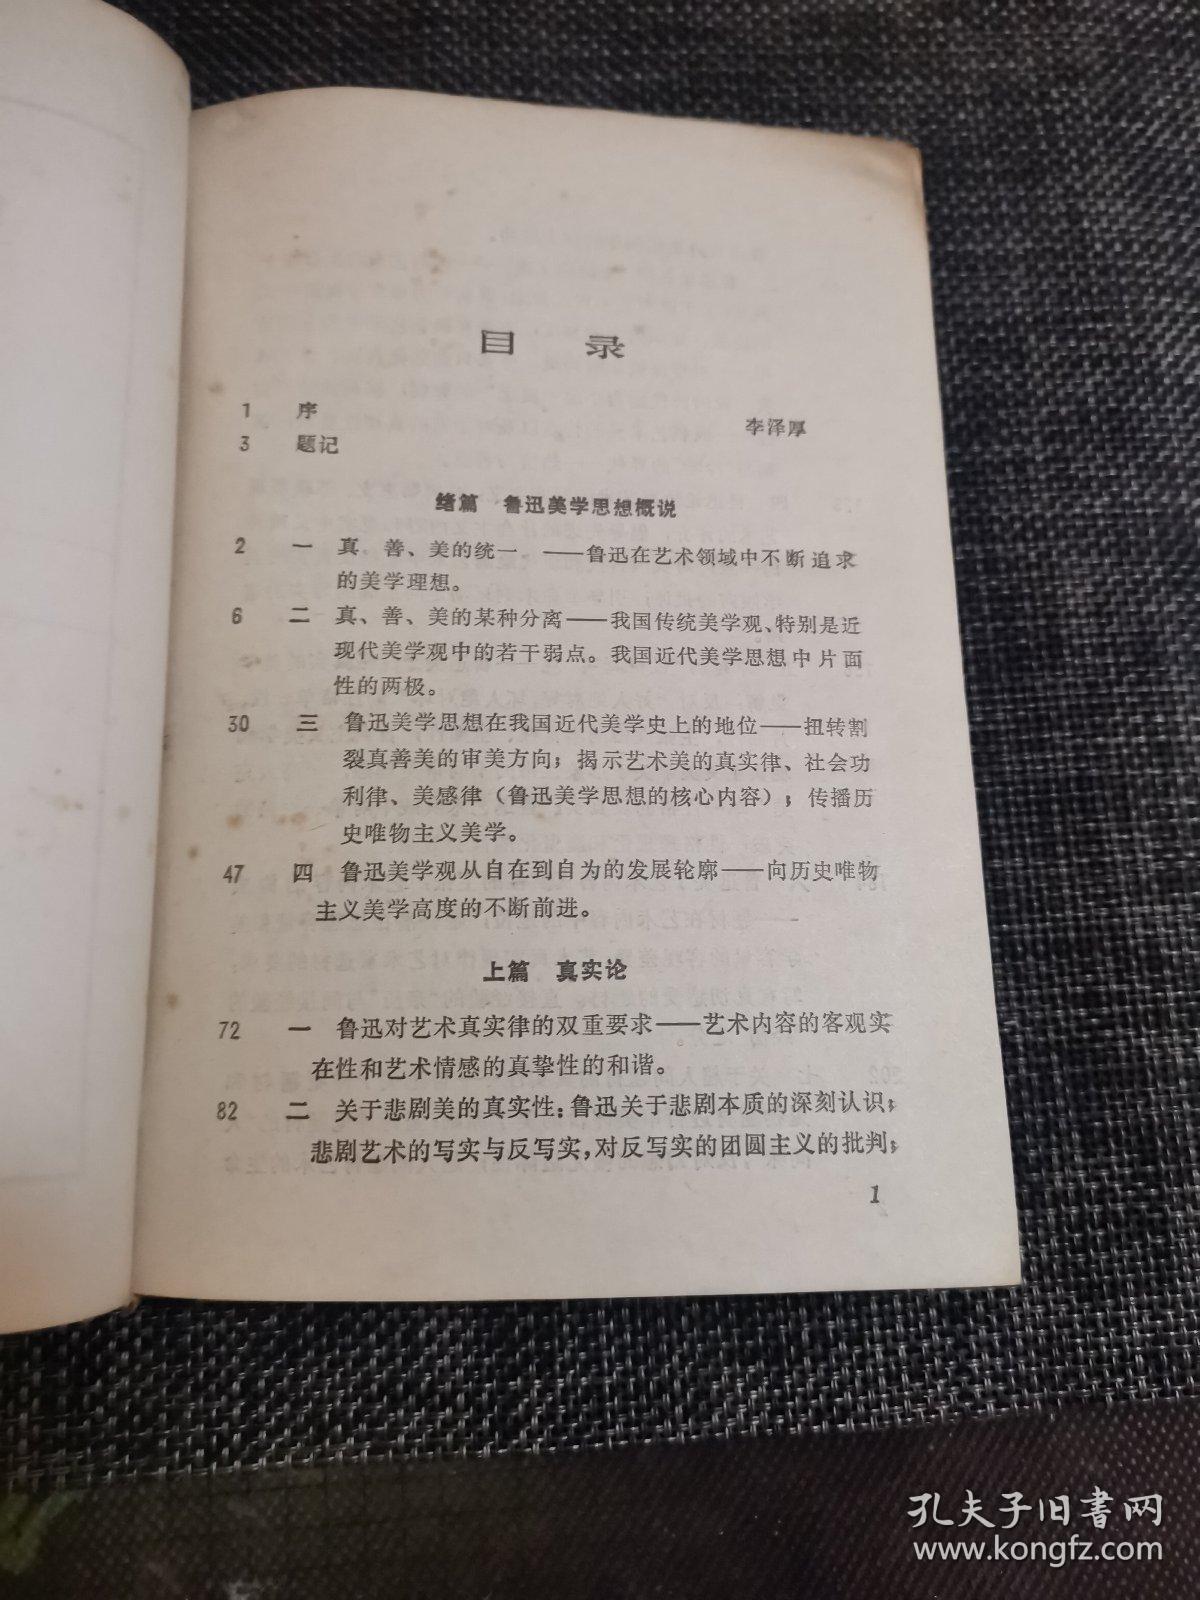 目 录
1 序 李泽厚
3 题记
绪篇 鲁迅美学思想概说
2 一 真、善、美的统一 ——鲁迅在艺术领域中不断追求
的美学理想。
6 二 真、善、美的某种分离——我国传统美学观、特别是近
现代美学观中的若干弱点。我国近代美学思想中片面
性的两极。
30 三 鲁迅美学思想在我国近代美学史上的地位——扭转割
裂真善美的审美方向；揭示艺术美的真实律、社会功
利律、美感律（鲁迅美学思想的核心内容）；传播历
史唯物主义美学。
47 四 鲁迅美学观从自在到自为的发展轮廓——向历史唯物
主义美学高度的不断前进。
上篇 真实论
72 一 鲁迅对艺术真实律的双重要求——艺术内容的客观实
在性和艺术情感的真挚性的和谐。
82 二 关于悲剧美的真实性：鲁迅关于悲剧本质的深刻认识；
悲剧艺术的写实与反写实，对反写实的团圆主义的批判；
1
孔夫子旧书网
www.kongfz.com